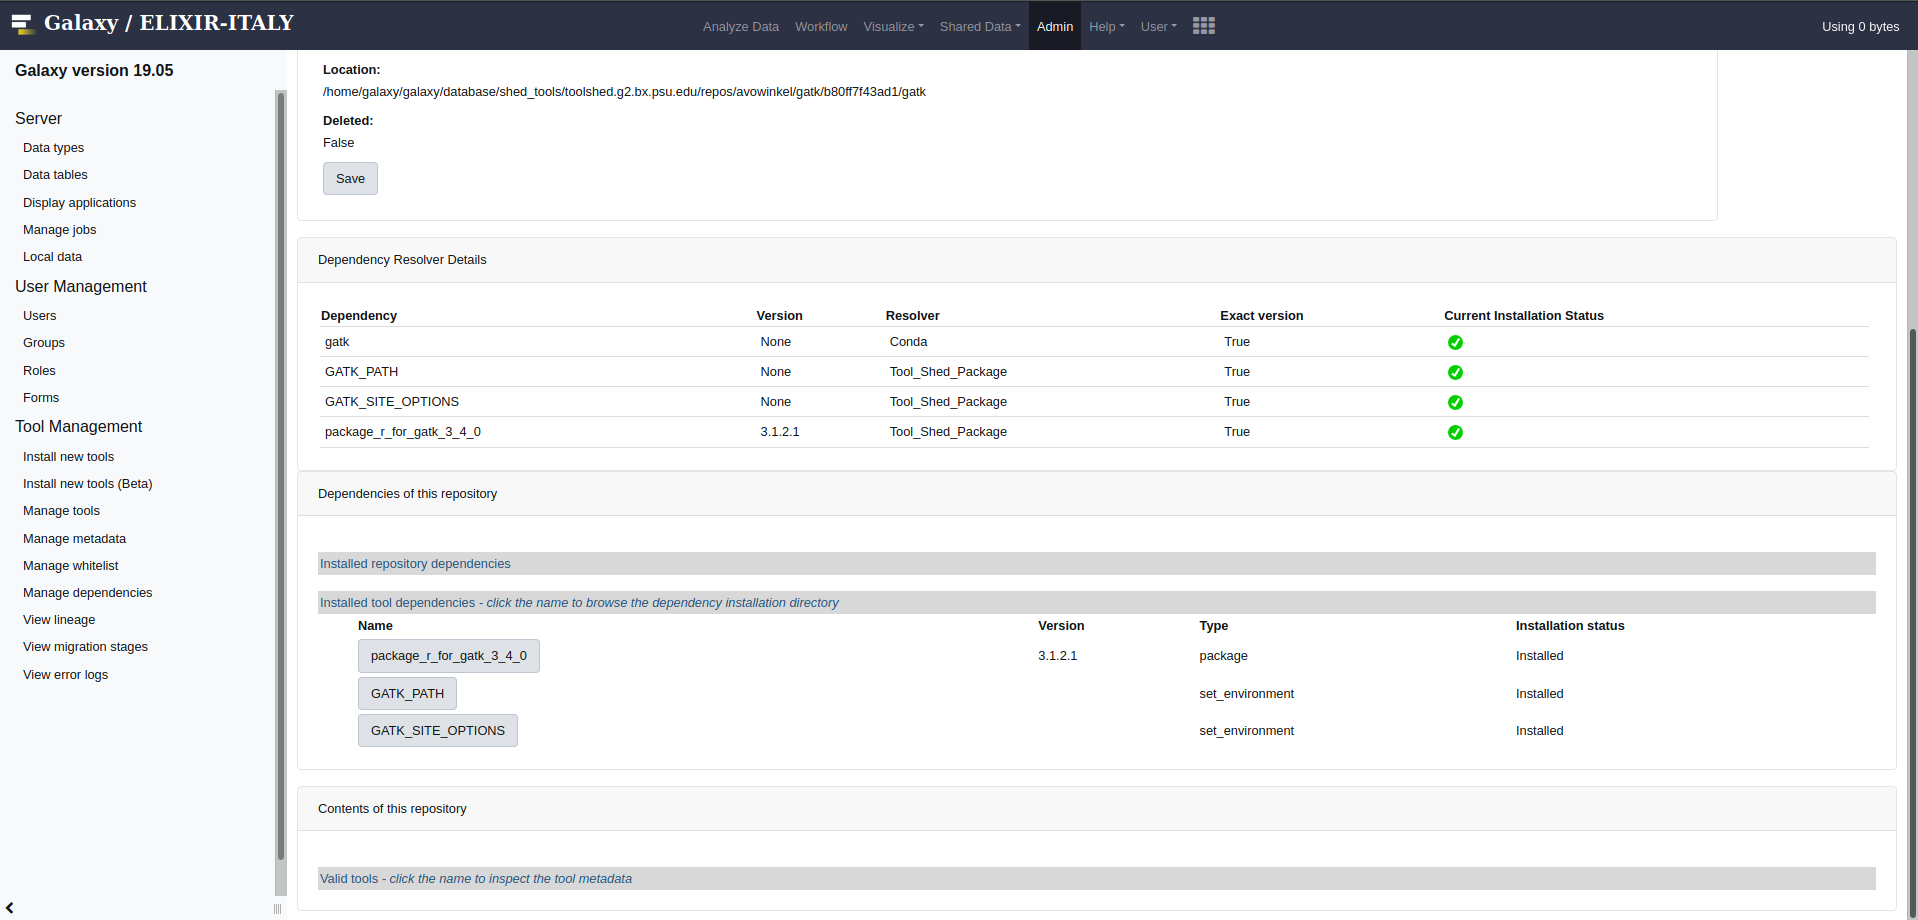 Galaxy / ELIXIR-ITALY
Analyze Data Workflow Visualize Shared Data Admin Help User
Using 0 bytes
Galaxy version 19.05
Server
Data types
Data tables
Display applications
Manage jobs
Local data
User Management
Users
Groups
Roles
Forms
Tool Management
Install new tools
Install new tools (Beta)
Manage tools
Manage metadata
Manage whitelist
Manage dependencies
View lineage
View migration stages
View error logs
Location:
/home/galaxy/galaxy/database/shed_tools/toolshed.g2.bx.psu.edu/repos/avowinkel/gatk/b80ff7f43ad1/gatk
Deleted:
False
Save
Dependency Resolver Details
Dependency Version Resolver Exact version Current Installation Status
gatk None Conda True
GATK_PATH None Tool_Shed_Package True
GATK_SITE_OPTIONS None Tool_Shed_Package True
package_r_for_gatk_3_4_0 3.1.2.1 Tool_Shed_Package True
Dependencies of this repository
Installed repository dependencies
Installed tool dependencies - click the name to browse the dependency installation directory
Name Version Type Installation status
package_r_for_gatk_3_4_0 3.1.2.1 package Installed
GATK_PATH set_environment Installed
GATK_SITE_OPTIONS set_environment Installed
Contents of this repository
Valid tools - click the name to inspect the tool metadata